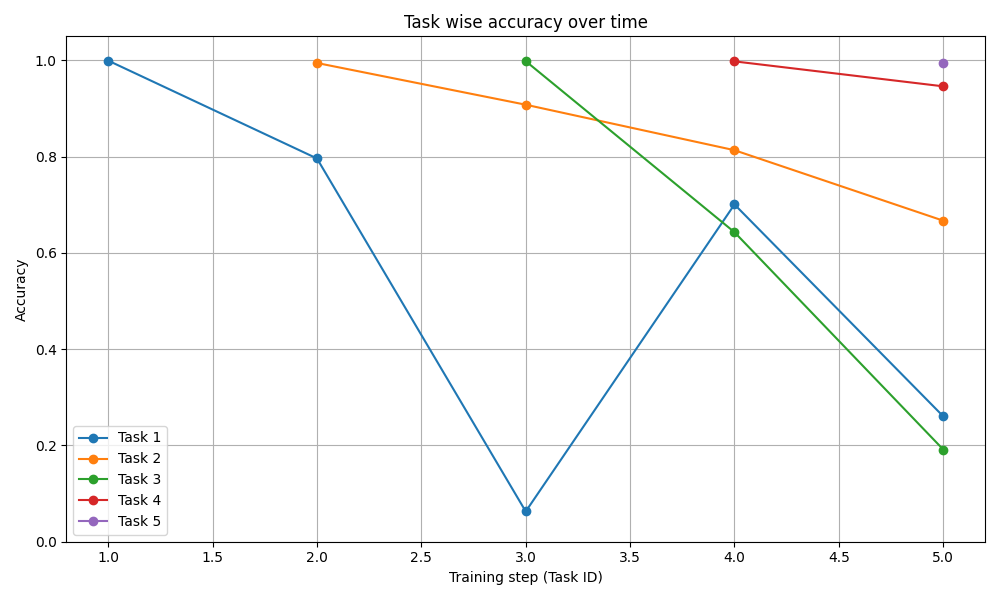 Task wise accuracy over time
Accuracy
1.0
0.8
0.6
0.4
0.2
0.0
Task 1
Task 2
Task 3
Task 4
Task 5
1.0 1.5 2.0 2.5 3.0 3.5 4.0 4.5 5.0
Training step (Task ID)